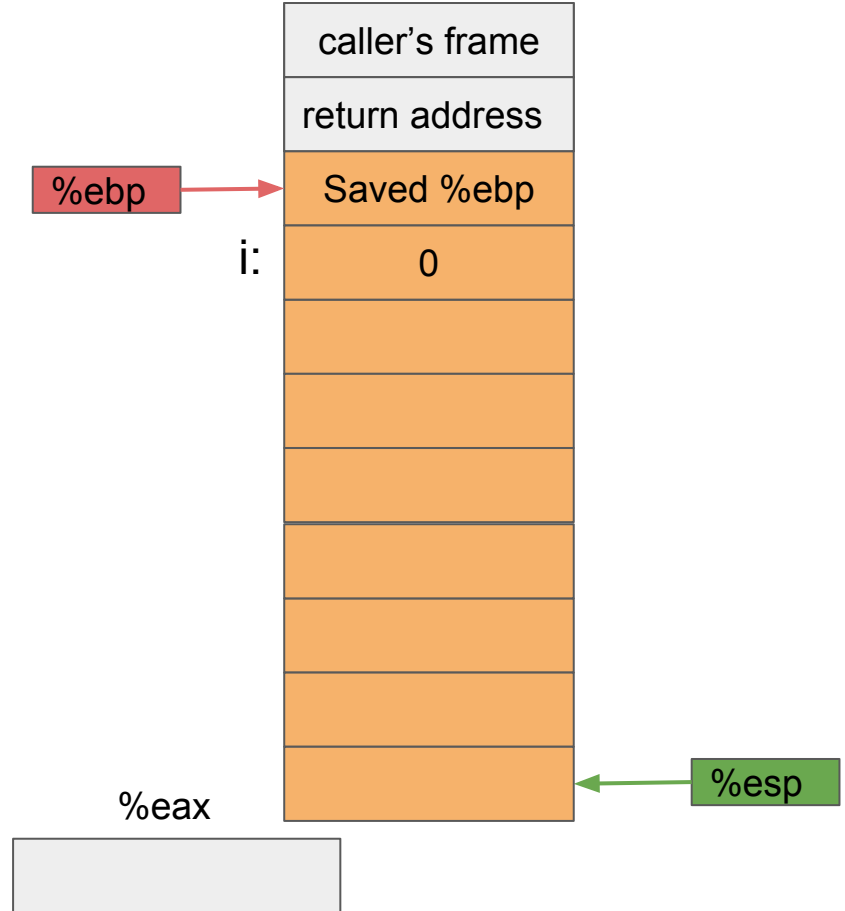 caller’s frame
return address
%ebp
Saved %ebp
i:
0
%esp
%eax